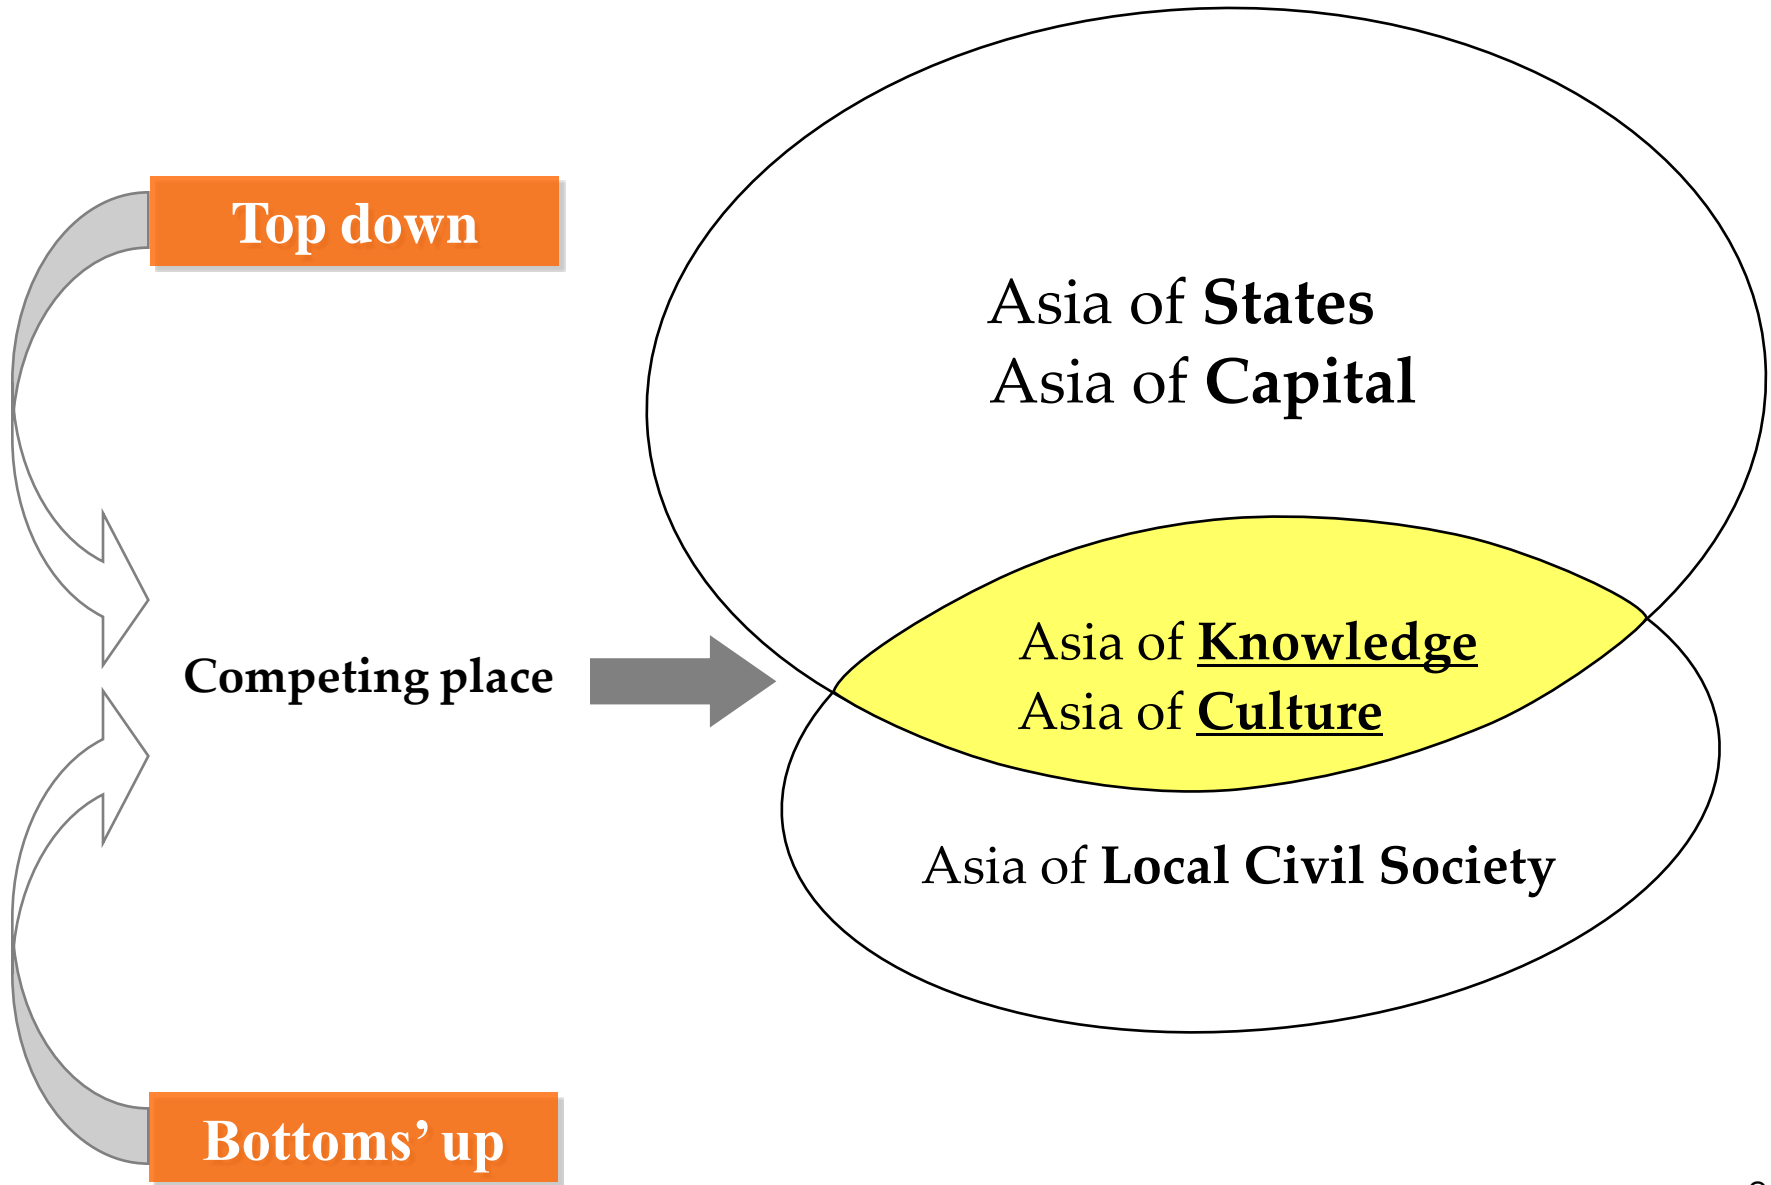 Top down
Asia of States
Asia of Capital
Asia of Knowledge
Competing place
Asia of Culture
Asia of Local Civil Society
Bottoms’ up